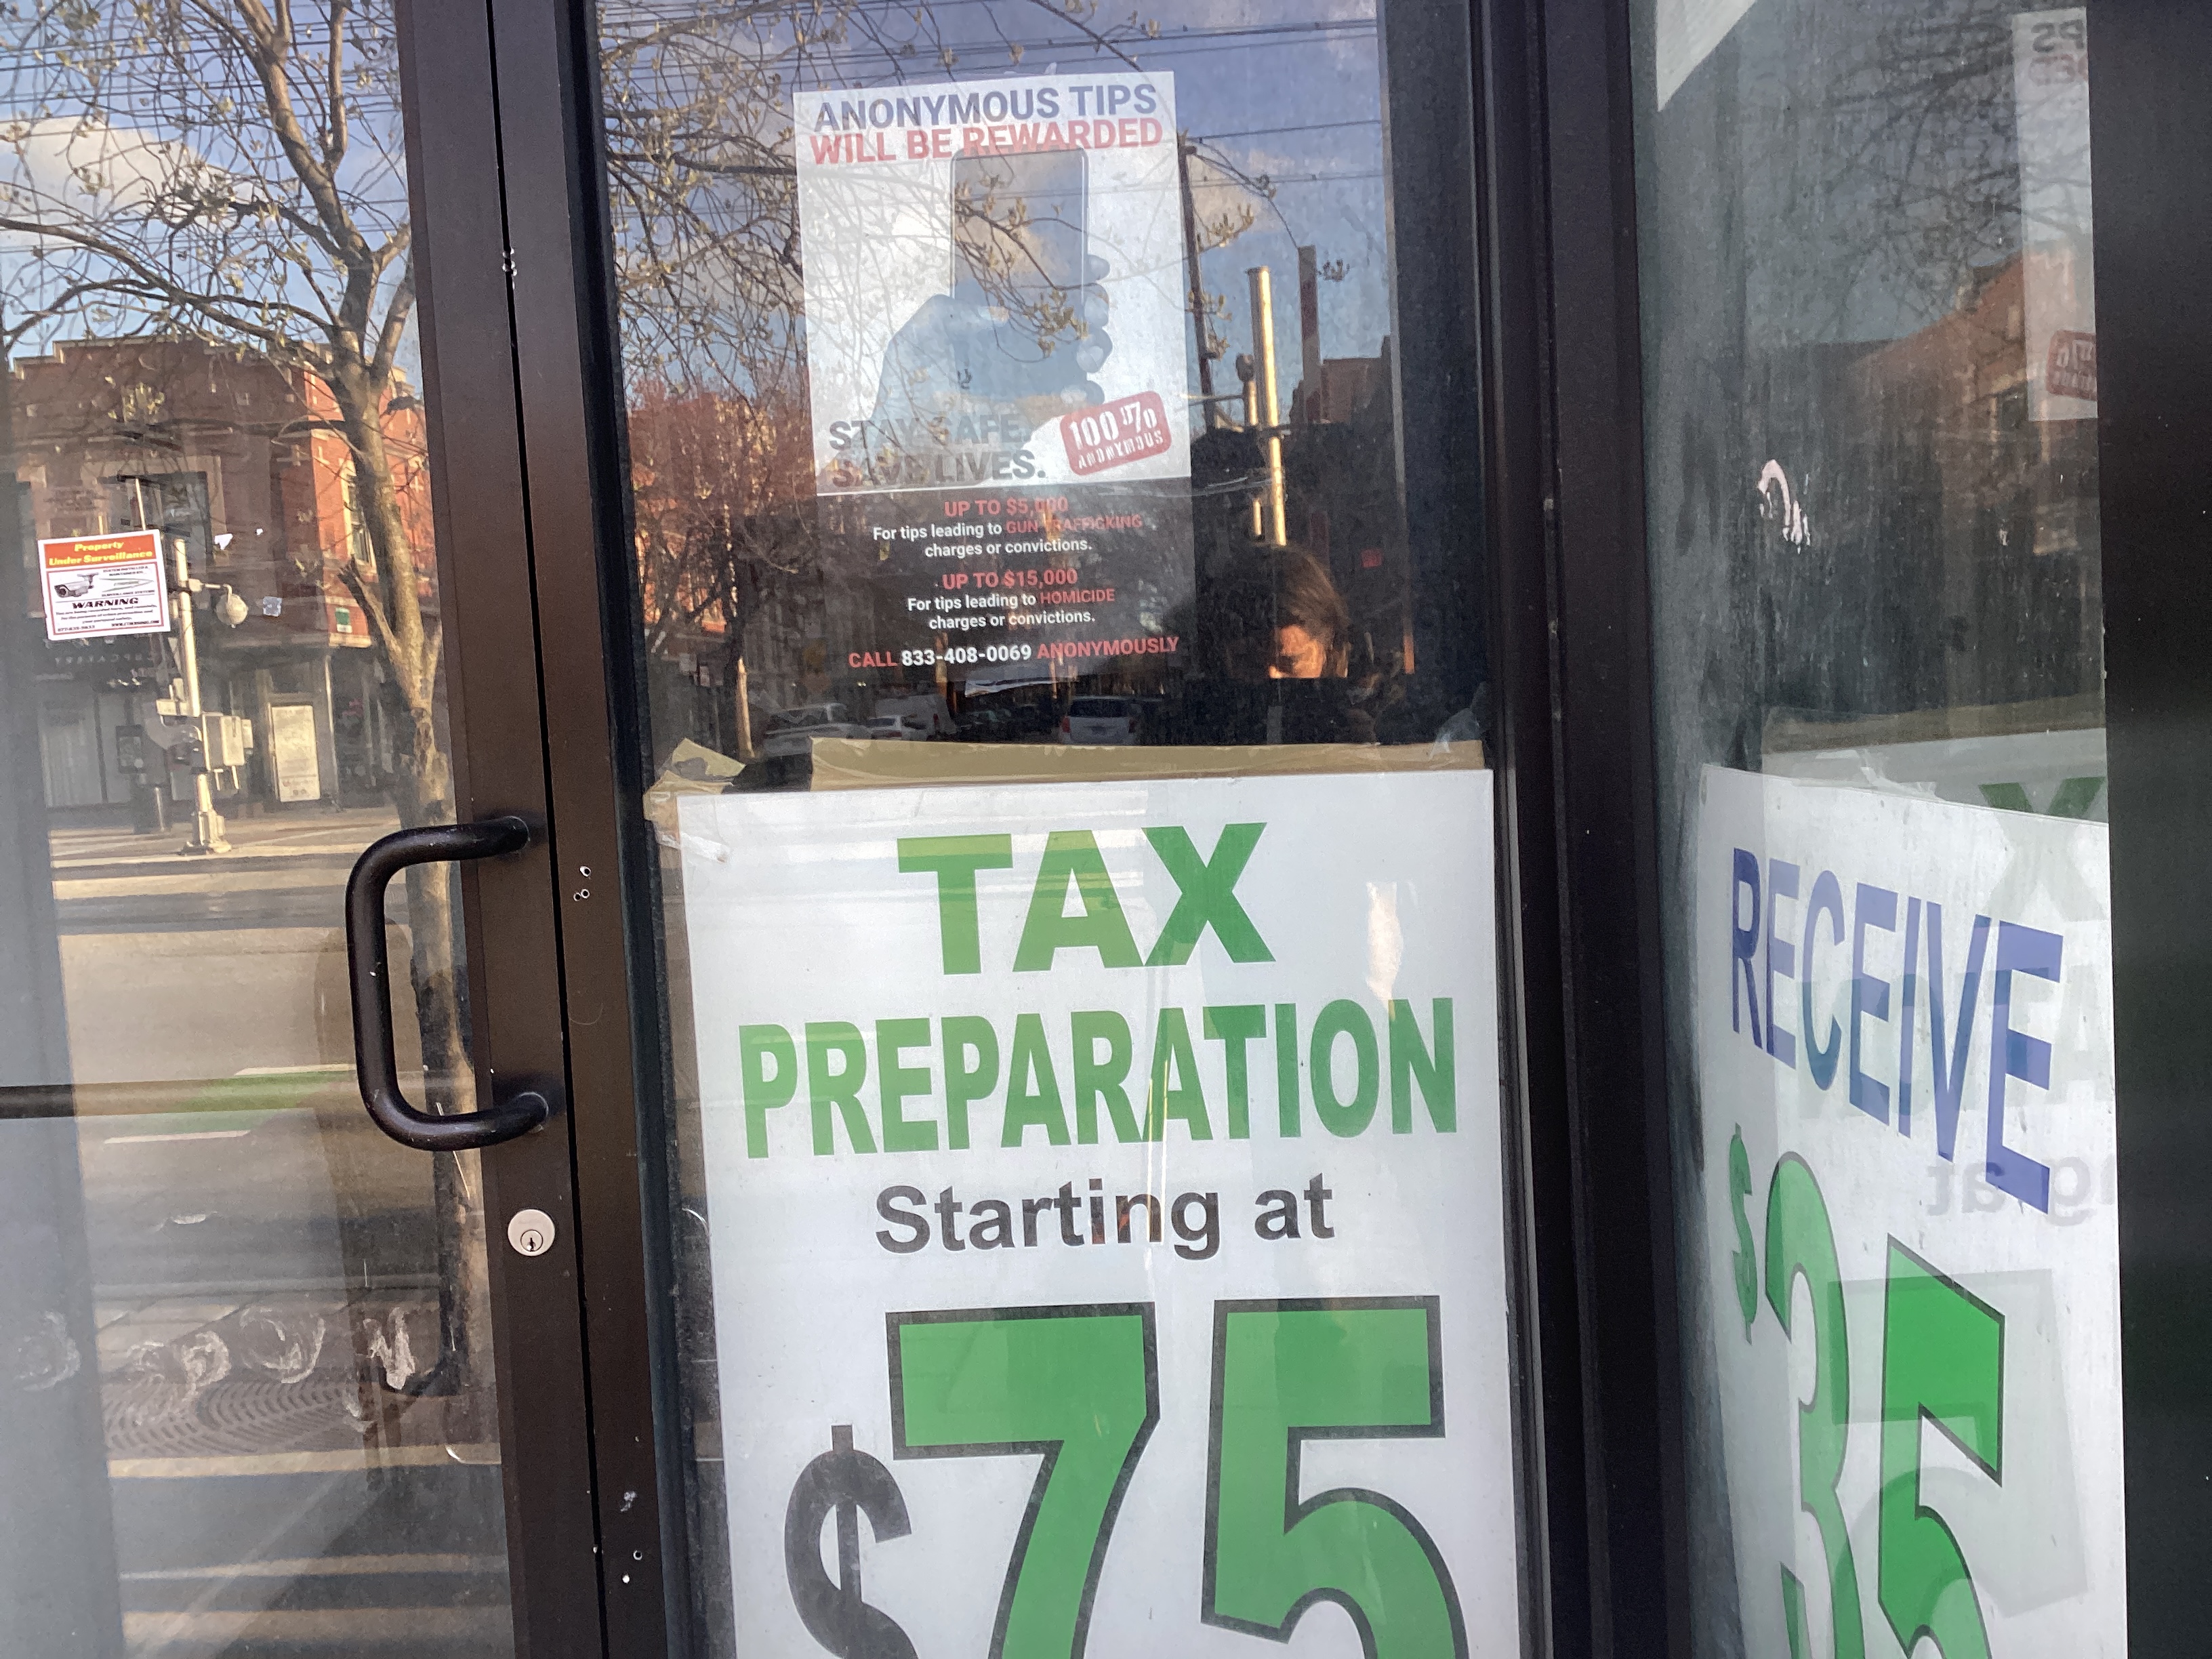 ANONYMOUS TIPS
WILL BE REWARDED
STAY SAFE.
SAVE LIVES.
100%
ANONYMOUS
UP TO $5,000
For tips leading to GUN TRAFFICKING
charges or convictions.
UP TO $15,000
For tips leading to HOMICIDE
charges or convictions.
CALL 833-408-0069 ANONYMOUSLY
Property
Under Surveillance
WARNING
TAX
PREPARATION
Starting at
$75
RECEIVE
$35